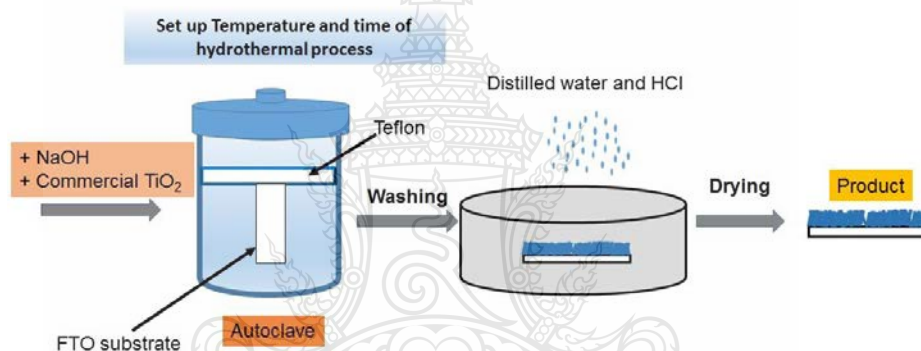 Set up Temperature and time of
hydrothermal process
Distilled water and HCl
Teflon
+ NaOH
+ Commercial TiO₂
Washing
Drying
Product
FTO substrate
Autoclave